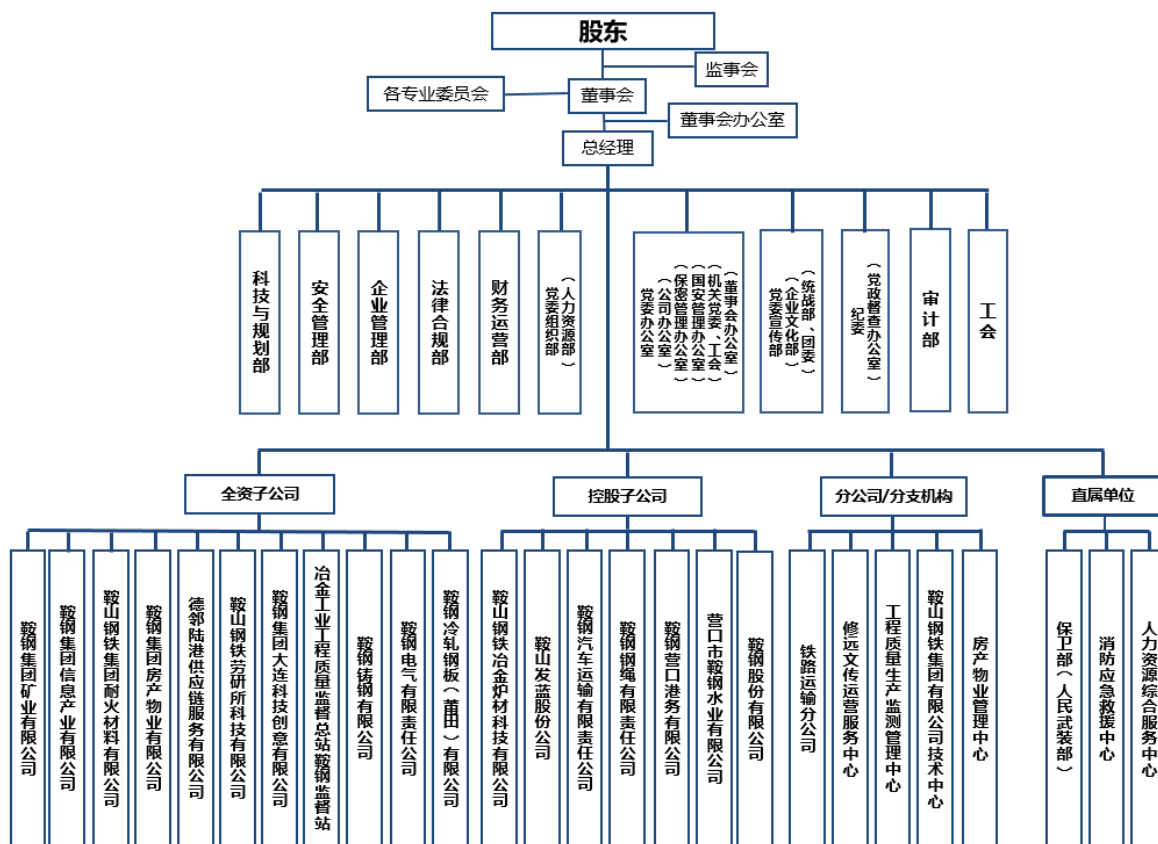 股东
监事会
各专业委员会
董事会
董事会办公室
总经理
科技与规划部
安全管理部
企业管理部
法律合规部
财务运营部
党委组织部
（人力资源部）
党委办公室
（公司办公室）
（保密管理办公室）
（国安管理办公室）
（机关党委、工会）
（董事会办公室）
党委宣传部
（企业文化部）
（统战部、团委）
纪委
（党政督查办公室）
审计部
工会
全资子公司
控股子公司
分公司/分支机构
直属单位
鞍钢集团矿业有限公司
鞍钢集团信息产业有限公司
鞍山钢铁集团耐火材料有限公司
鞍钢集团房产物业有限公司
德邻陆港供应链服务有限公司
鞍山钢铁劳研所科技有限公司
鞍钢集团大连科技创意有限公司
冶金工业工程质量监督总站鞍钢监督站
鞍钢铸钢有限公司
鞍钢电气有限责任公司
鞍钢冷轧钢板（莆田）有限公司
鞍山钢铁冶金炉材科技有限公司
鞍山发蓝股份公司
鞍钢汽车运输有限责任公司
鞍钢钢绳有限责任公司
鞍钢营口港务有限公司
营口市鞍钢水业有限公司
鞍钢股份有限公司
铁路运输分公司
修远文传运营服务中心
工程质量生产监测管理中心
鞍山钢铁集团有限公司技术中心
房产物业管理中心
保卫部（人民武装部）
消防应急救援中心
人力资源综合服务中心